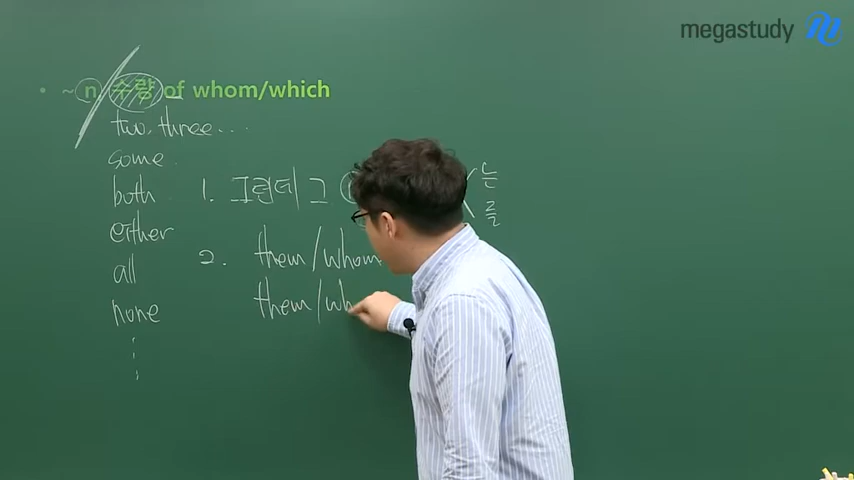 megastudy
• ~ n, 수량 of whom/which
two, three...
some
both
either
all
none
1. 그런데 그
2. them / whom
them / wh